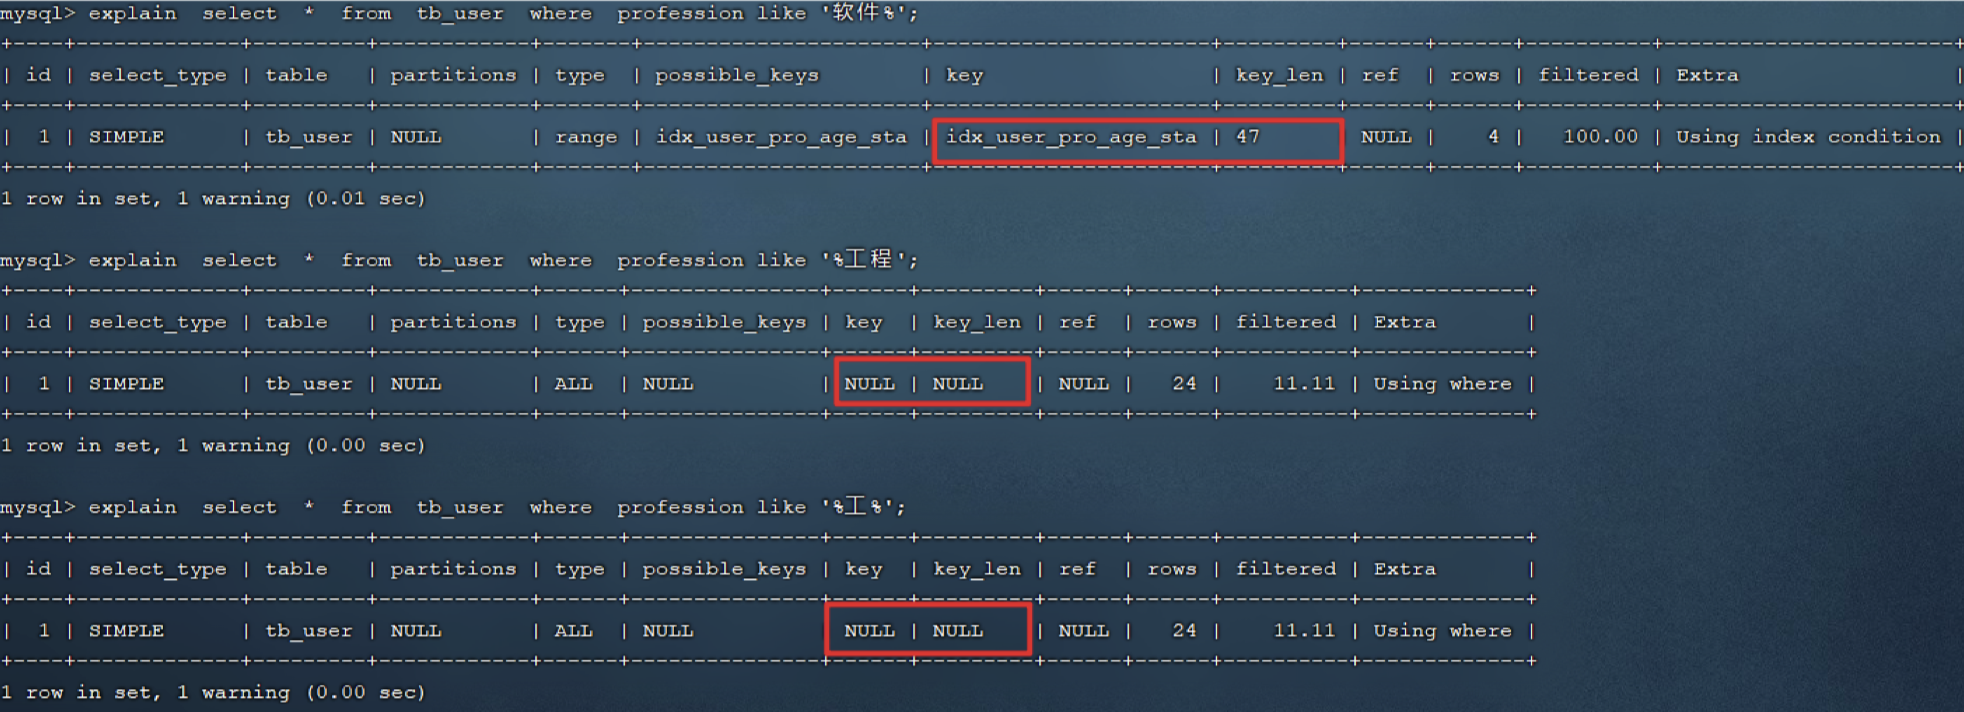 mysql> explain  select  *  from  tb_user  where  profession like '软件%';
+----+-------------+---------+------------+-------+----------------------+----------------------+---------+------+------+----------+-----------------------+
| id | select_type | table   | partitions | type  | possible_keys        | key                  | key_len | ref  | rows | filtered | Extra                 |
+----+-------------+---------+------------+-------+----------------------+----------------------+---------+------+------+----------+-----------------------+
|  1 | SIMPLE      | tb_user | NULL       | range | idx_user_pro_age_sta | idx_user_pro_age_sta | 47      | NULL |    4 |   100.00 | Using index condition |
+----+-------------+---------+------------+-------+----------------------+----------------------+---------+------+------+----------+-----------------------+
1 row in set, 1 warning (0.01 sec)
mysql> explain  select  *  from  tb_user  where  profession like '%工程';
+----+-------------+---------+------------+------+---------------+------+---------+------+------+----------+-------------+
| id | select_type | table   | partitions | type | possible_keys | key  | key_len | ref  | rows | filtered | Extra       |
+----+-------------+---------+------------+------+---------------+------+---------+------+------+----------+-------------+
|  1 | SIMPLE      | tb_user | NULL       | ALL  | NULL          | NULL | NULL    | NULL |   24 |    11.11 | Using where |
+----+-------------+---------+------------+------+---------------+------+---------+------+------+----------+-------------+
1 row in set, 1 warning (0.00 sec)
mysql> explain  select  *  from  tb_user  where  profession like '%工%';
+----+-------------+---------+------------+------+---------------+------+---------+------+------+----------+-------------+
| id | select_type | table   | partitions | type | possible_keys | key  | key_len | ref  | rows | filtered | Extra       |
+----+-------------+---------+------------+------+---------------+------+---------+------+------+----------+-------------+
|  1 | SIMPLE      | tb_user | NULL       | ALL  | NULL          | NULL | NULL    | NULL |   24 |    11.11 | Using where |
+----+-------------+---------+------------+------+---------------+------+---------+------+------+----------+-------------+
1 row in set, 1 warning (0.00 sec)